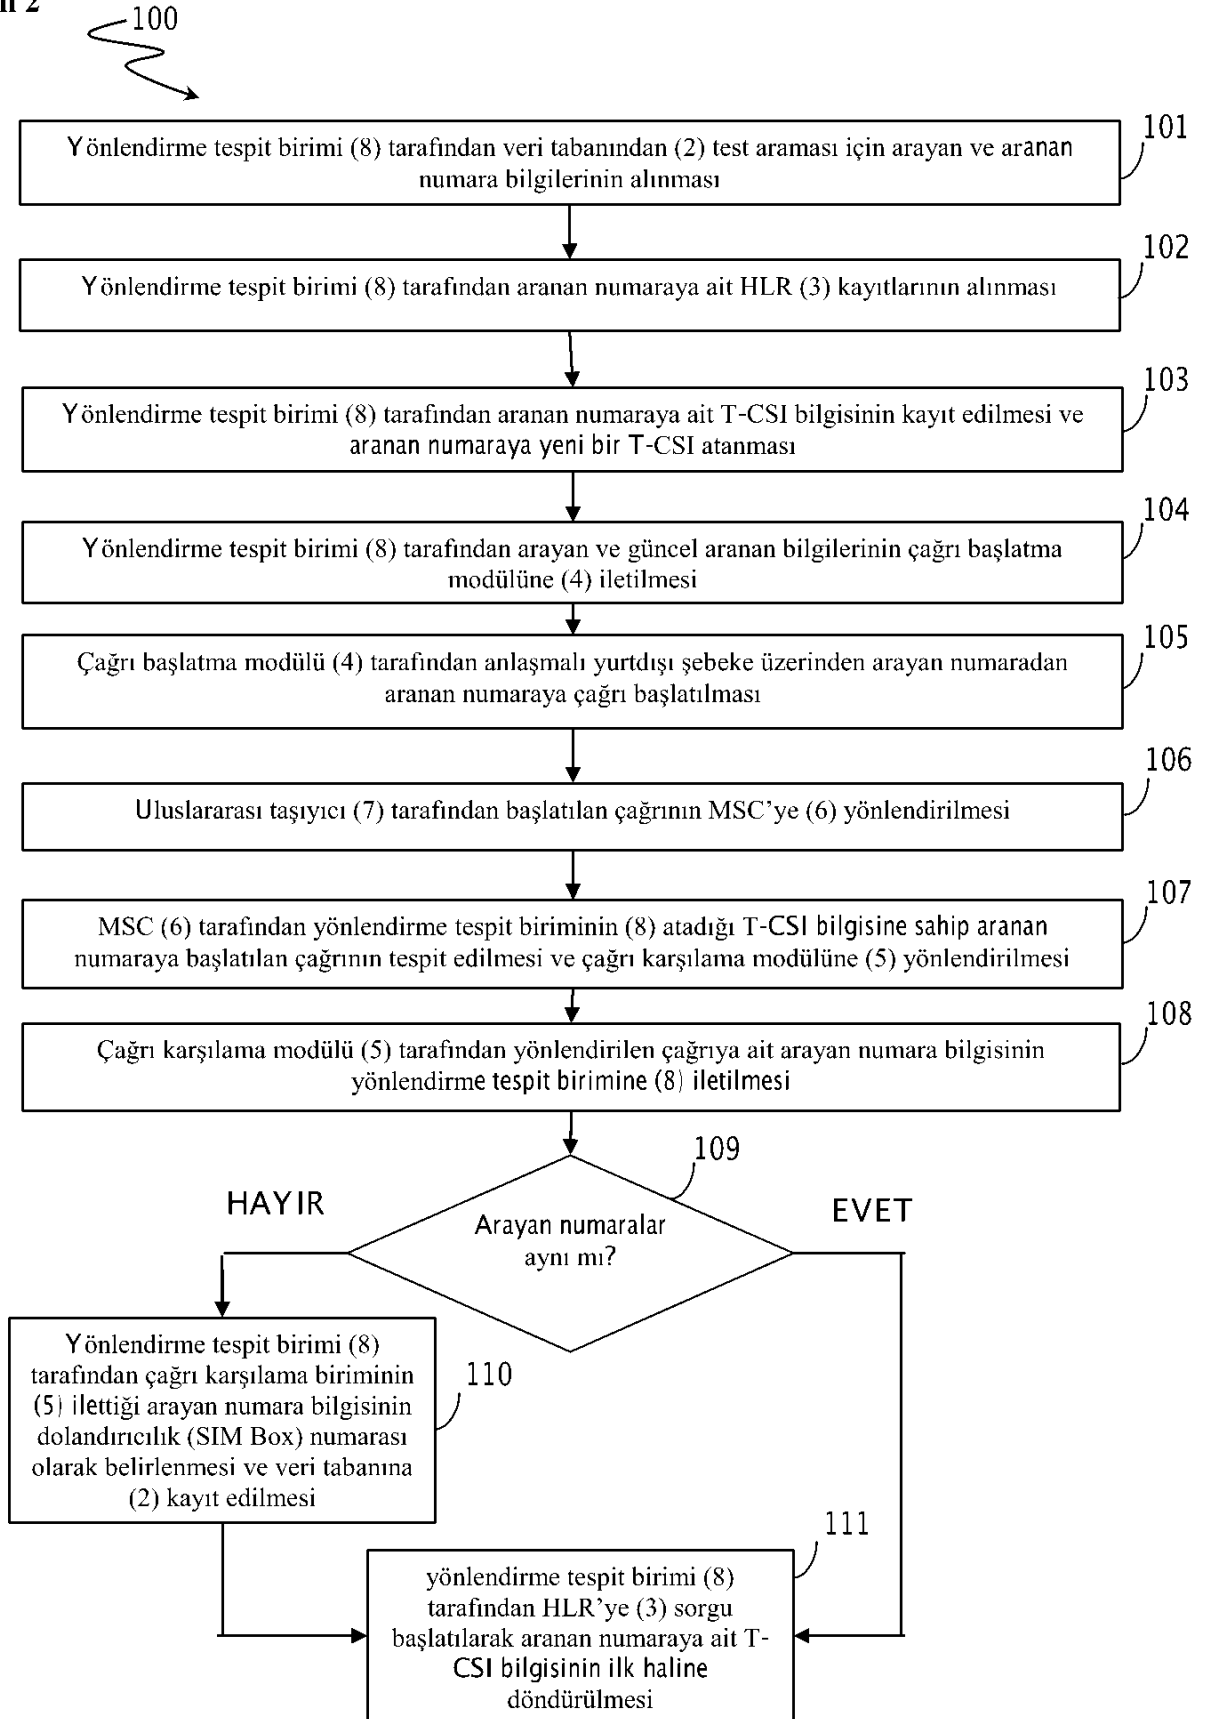 100
101
Yönlendirme tespit birimi (8) tarafından veri tabanından (2) test araması için arayan ve aranan
numara bilgilerinin alınması
102
Yönlendirme tespit birimi (8) tarafından aranan numaraya ait HLR (3) kayıtlarının alınması
103
Yönlendirme tespit birimi (8) tarafından aranan numaraya ait T-CSI bilgisinin kayıt edilmesi ve
aranan numaraya yeni bir T-CSI atanması
104
Yönlendirme tespit birimi (8) tarafından arayan ve güncel aranan bilgilerinin çağrı başlatma
modülüne (4) iletilmesi
105
Çağrı başlatma modülü (4) tarafından anlaşmalı yurtdışı şebeke üzerinden arayan numaradan
aranan numaraya çağrı başlatılması
106
Uluslararası taşıyıcı (7) tarafından başlatılan çağrının MSC’ye (6) yönlendirilmesi
107
MSC (6) tarafından yönlendirme tespit biriminin (8) atadığı T-CSI bilgisine sahip aranan
numaraya başlatılan çağrının tespit edilmesi ve çağrı karşılama modülüne (5) yönlendirilmesi
108
Çağrı karşılama modülü (5) tarafından yönlendirilen çağrıya ait arayan numara bilgisinin
yönlendirme tespit birimine (8) iletilmesi
109
HAYIR
EVET
Arayan numaralar
aynı mı?
110
Yönlendirme tespit birimi (8)
tarafından çağrı karşılama biriminin
(5) ilettiği arayan numara bilgisinin
dolandırıcılık (SIM Box) numarası
olarak belirlenmesi ve veri tabanına
(2) kayıt edilmesi
111
yönlendirme tespit birimi (8)
tarafından HLR’ye (3) sorgu
başlatılarak aranan numaraya ait T-
CSI bilgisinin ilk haline
döndürülmesi